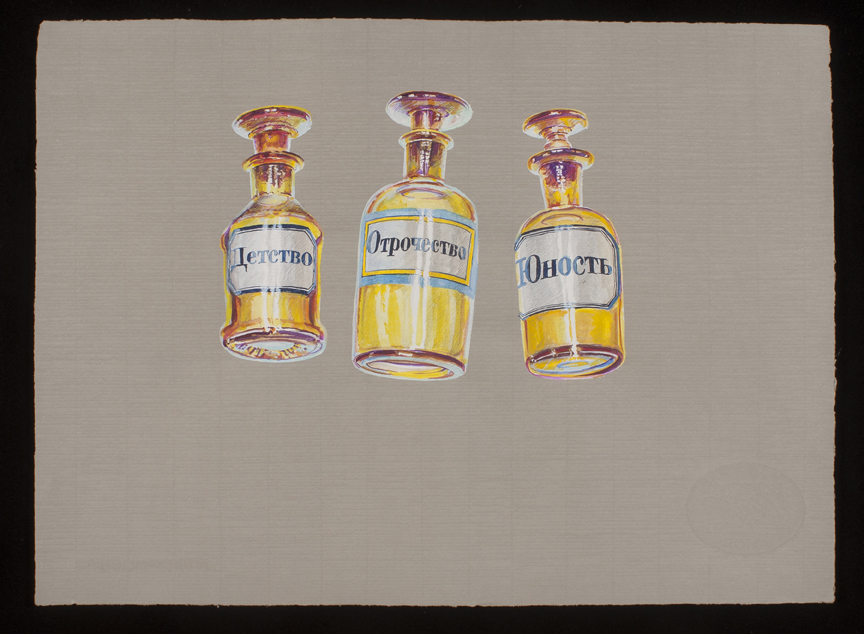 Детство
Отрочество
Юность